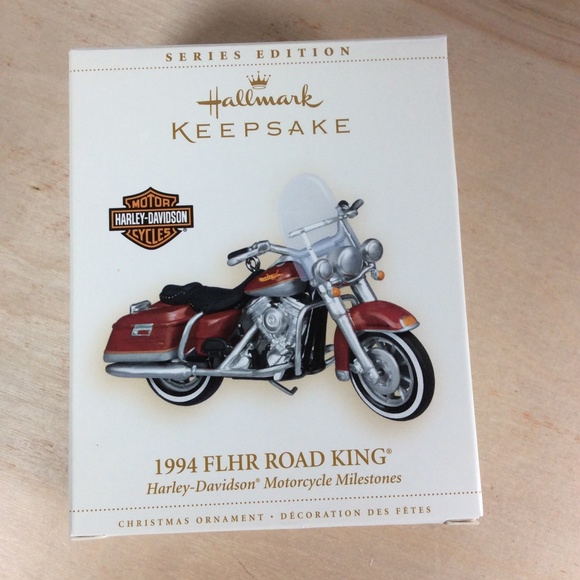 SERIES EDITION
Hallmark
KEEPSAKE
MOTOR
HARLEY-DAVIDSON
CYCLES
1994 FLHR ROAD KING®
Harley-Davidson® Motorcycle Milestones
CHRISTMAS ORNAMENT • DÉCORATION DES FÊTES